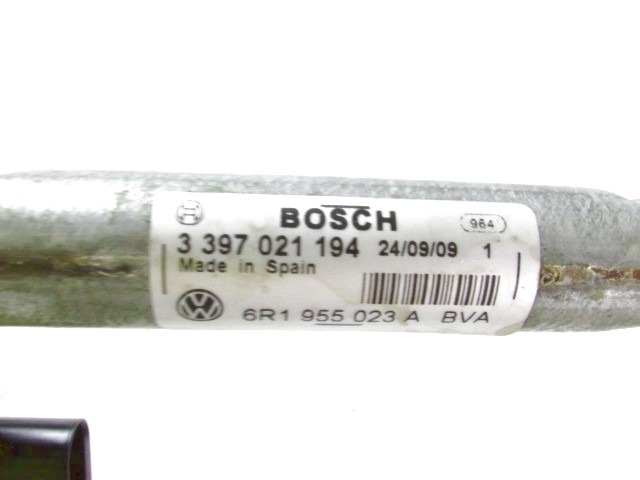 BOSCH 964
3 397 021 194 24/09/09 1
Made in Spain
6R1 955 023 A BVA